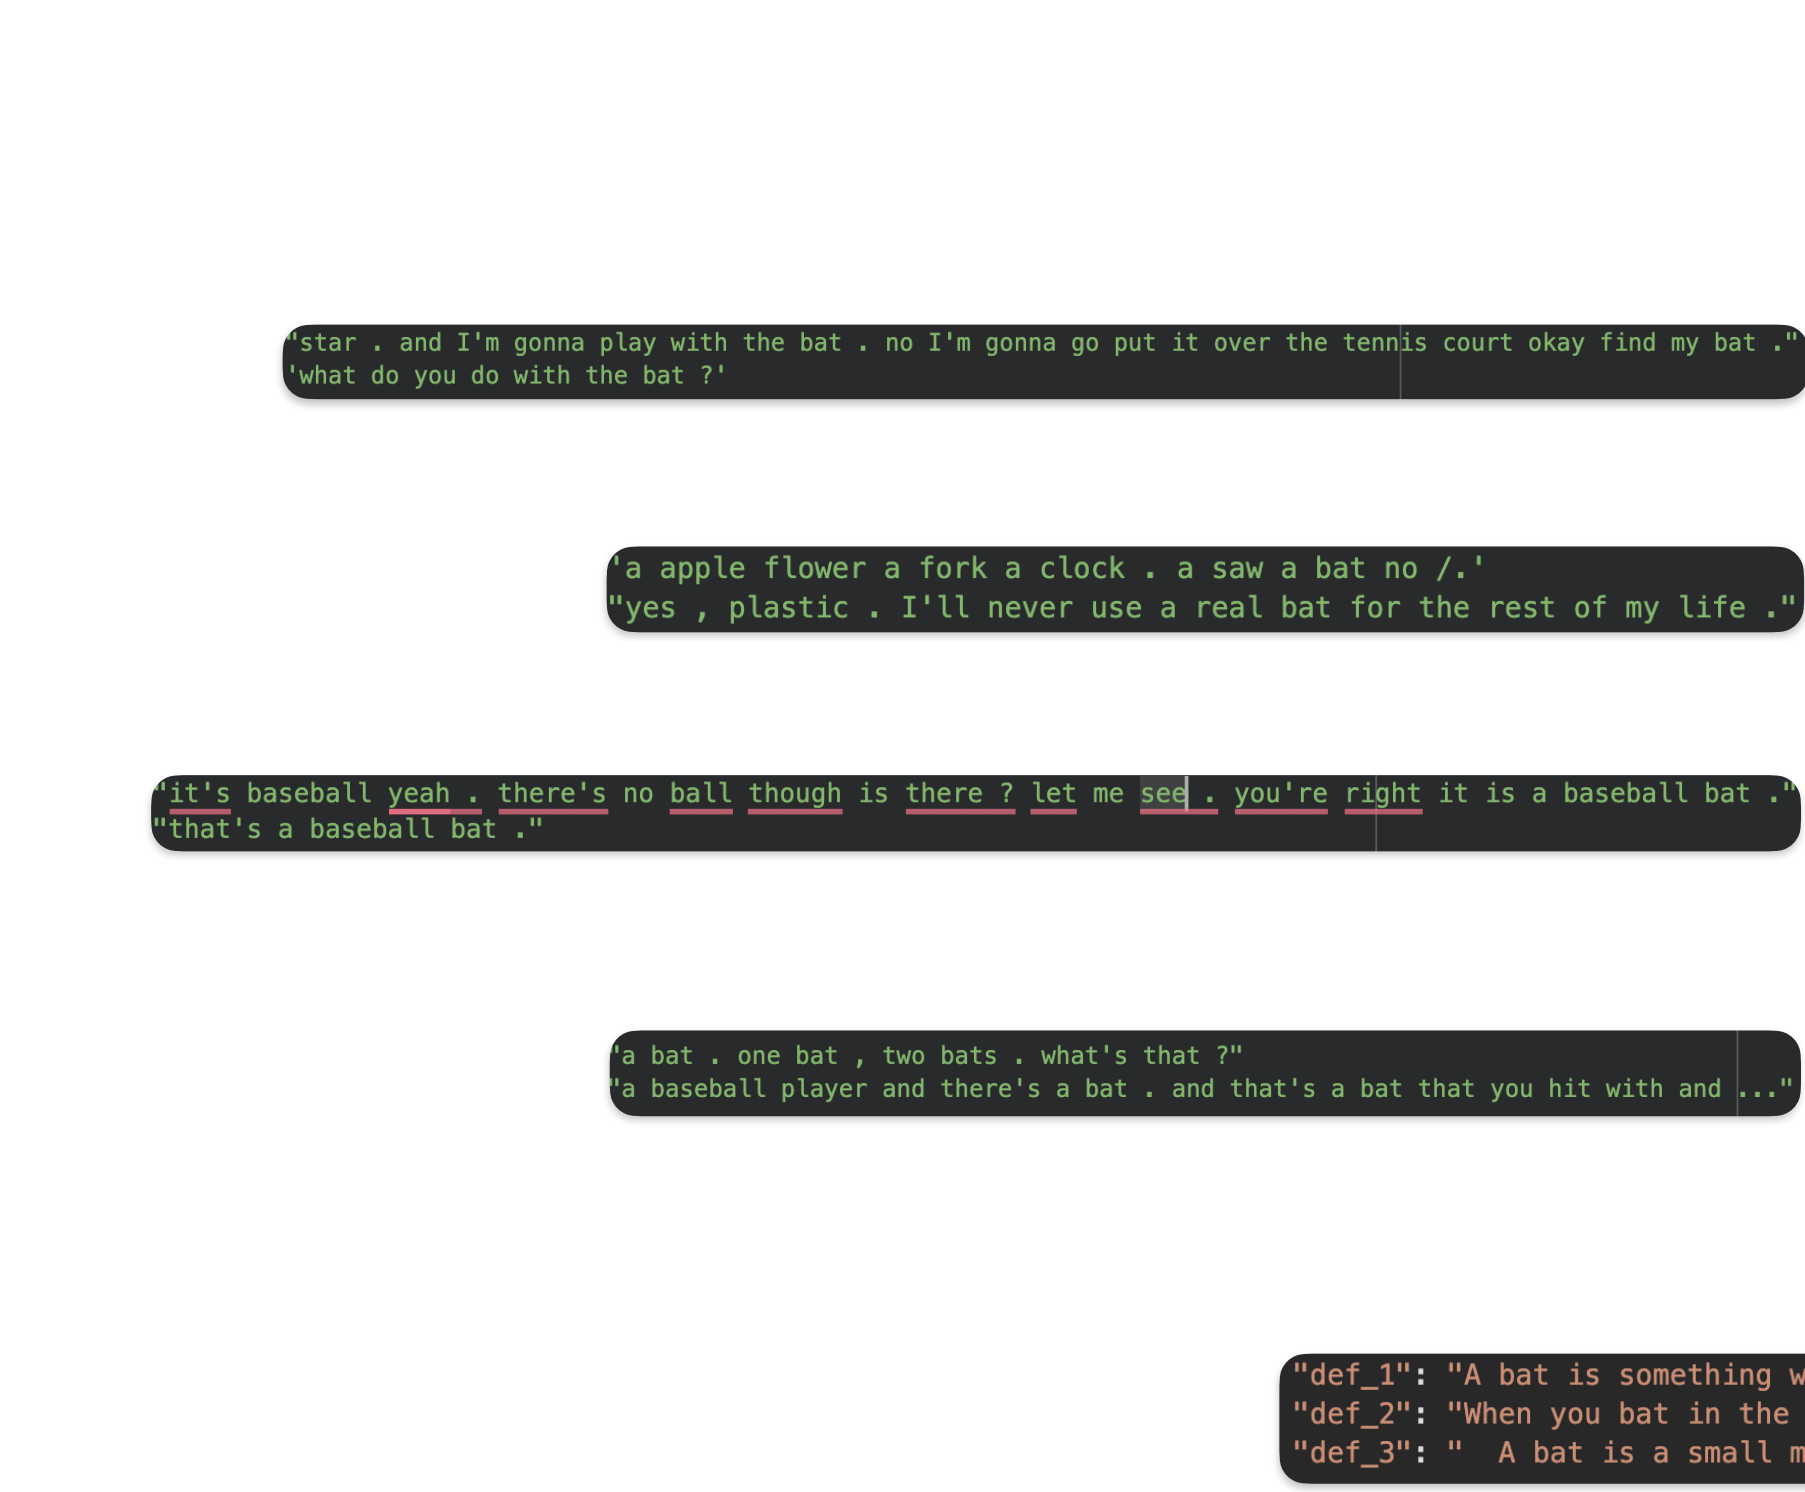 "star . and I'm gonna play with the bat . no I'm gonna go put it over the tennis court okay find my bat ."
'what do you do with the bat ?'
'a apple flower a fork a clock . a saw a bat no /.'
"yes , plastic . I'll never use a real bat for the rest of my life ."
"it's baseball yeah . there's no ball though is there ? let me see . you're right it is a baseball bat ."
"that's a baseball bat ."
"a bat . one bat , two bats . what's that ?"
"a baseball player and there's a bat . and that's a bat that you hit with and ..."
"def_1": "A bat is something
"def_2": "When you bat in the
"def_3": "  A bat is a small